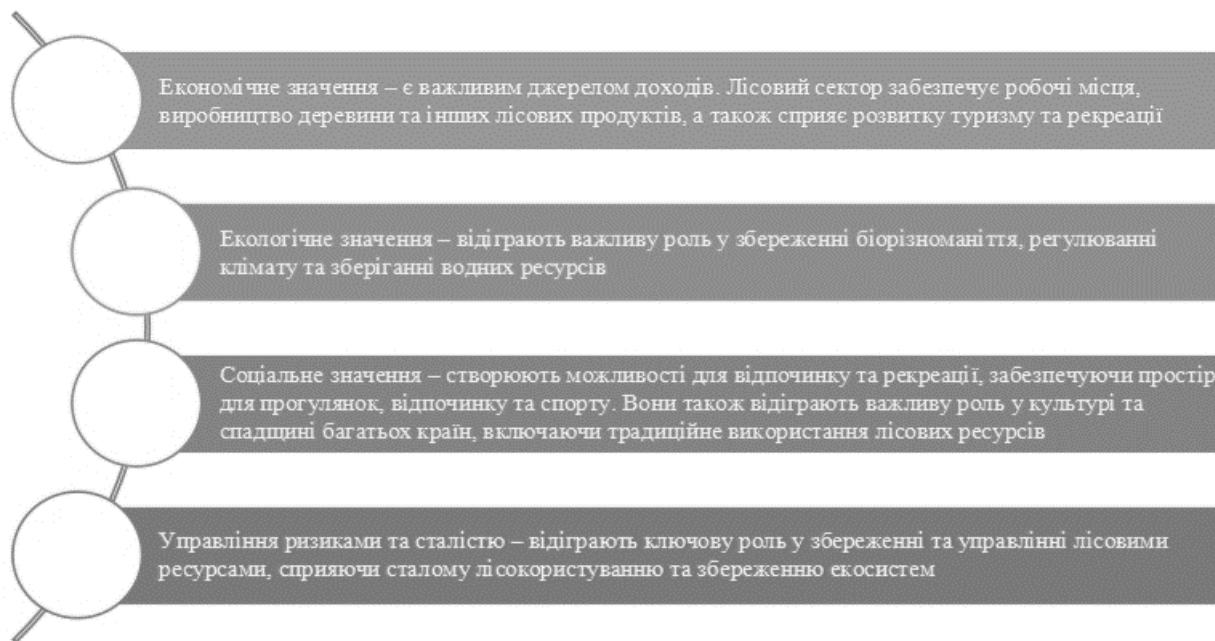 Економічне значення – є важливим джерелом доходів. Лісовий сектор забезпечує робочі місця,
виробництво деревини та інших лісових продуктів, а також сприяє розвитку туризму та рекреації
Екологічне значення – відіграють важливу роль у збереженні біорізноманіття, регулюванні
клімату та зберіганні водних ресурсів
Соціальне значення – створюють можливості для відпочинку та рекреації, забезпечуючи простір
для прогулянок, відпочинку та спорту. Вони також відіграють важливу роль у культурі та
спадщині багатьох країн, включаючи традиційне використання лісових ресурсів
Управління ризиками та сталістю – відіграють ключову роль у збереженні та управлінні лісовими
ресурсами, сприяючи сталому лісокористуванню та збереженню екосистем